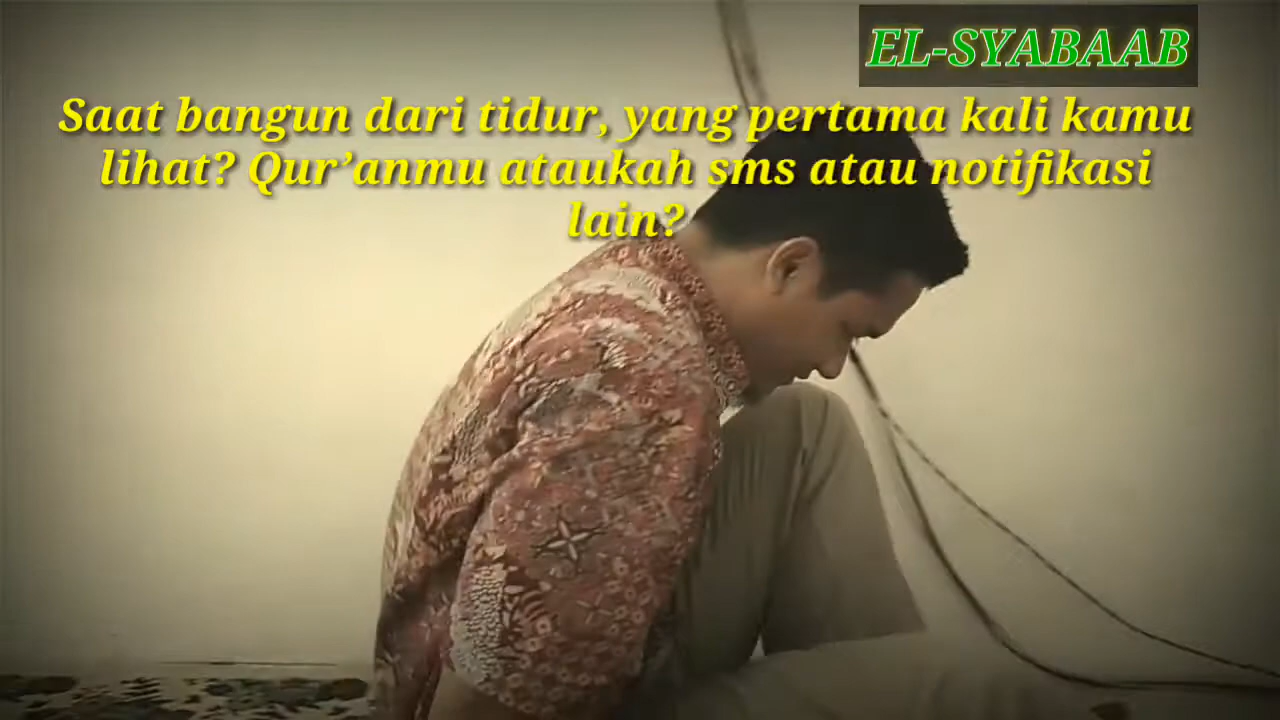 EL-SYABAAB
Saat bangun dari tidur, yang pertama kali kamu
lihat? Qur’anmu ataukah sms atau notifikasi
lain?